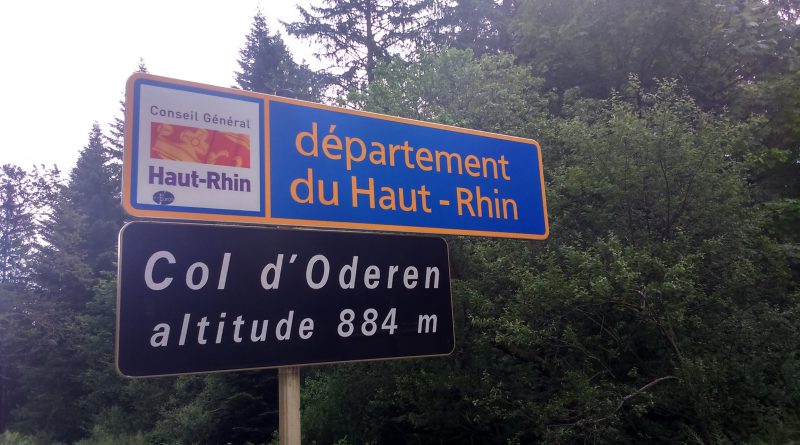 Conseil Général
Haut-Rhin
département
du Haut - Rhin
Col d'Oderen
altitude 884 m